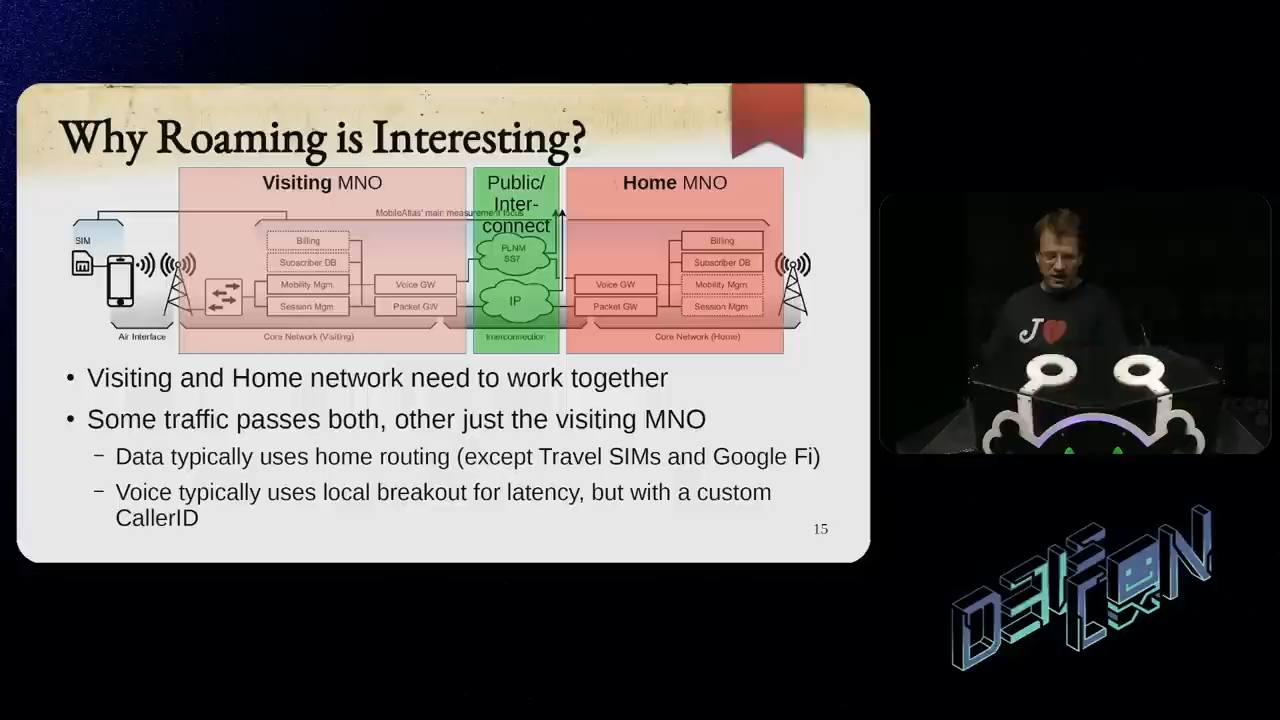 Why Roaming is Interesting?
Visiting MNO
Public/
Inter-
connect
Home MNO
MobileAtlas' main measurement focus
SIM
Billing
Subscriber DB
Mobility Mgm.
Session Mgm
Voice GW
Packet GW
PLNM
SS7
IP
Voice GW
Packet GW
Billing
Subscriber DB
Mobility Mgm.
Session Mgm
Air Interface
Core Network (Visiting)
Interconnection
Core Network (Home)
• Visiting and Home network need to work together
• Some traffic passes both, other just the visiting MNO
– Data typically uses home routing (except Travel SIMs and Google Fi)
– Voice typically uses local breakout for latency, but with a custom
CallerID
15
J
DEF CON